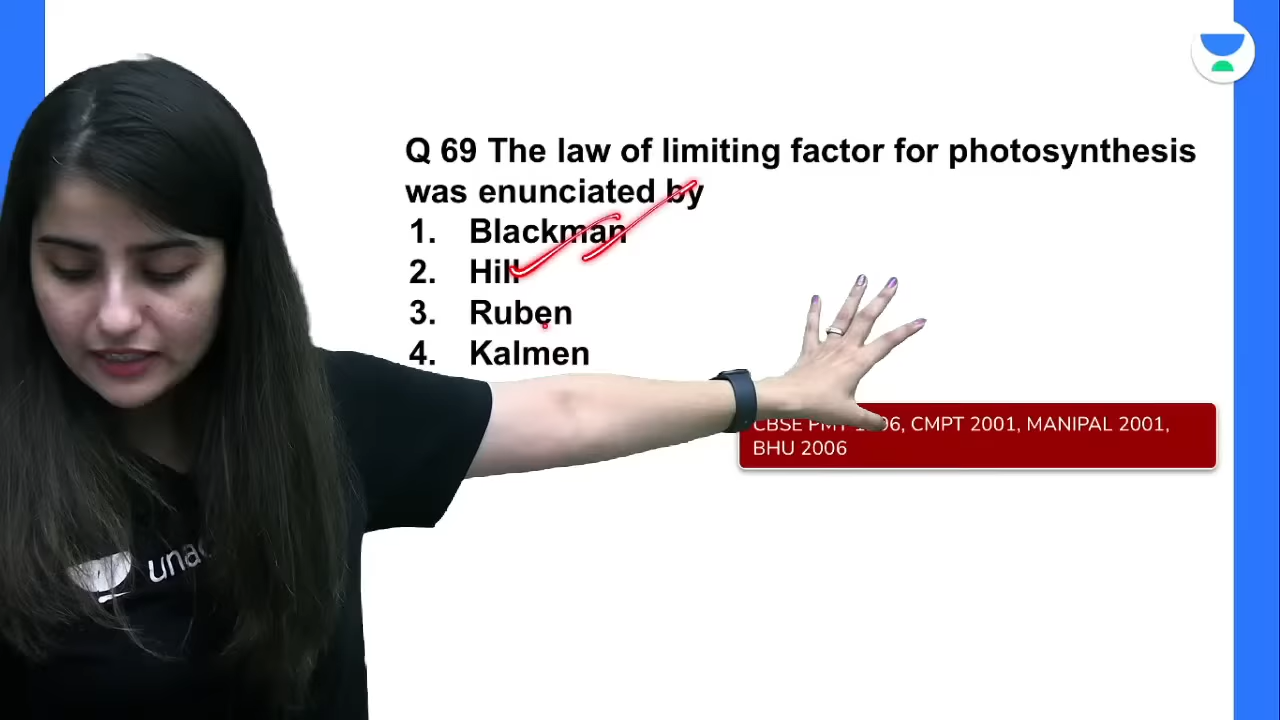 Q 69 The law of limiting factor for photosynthesis
was enunciated by
1. Blackman
2. Hill
3. Ruben
4. Kalmen
CBSE CMPT 2001, MANIPAL 2001,
BHU 2006